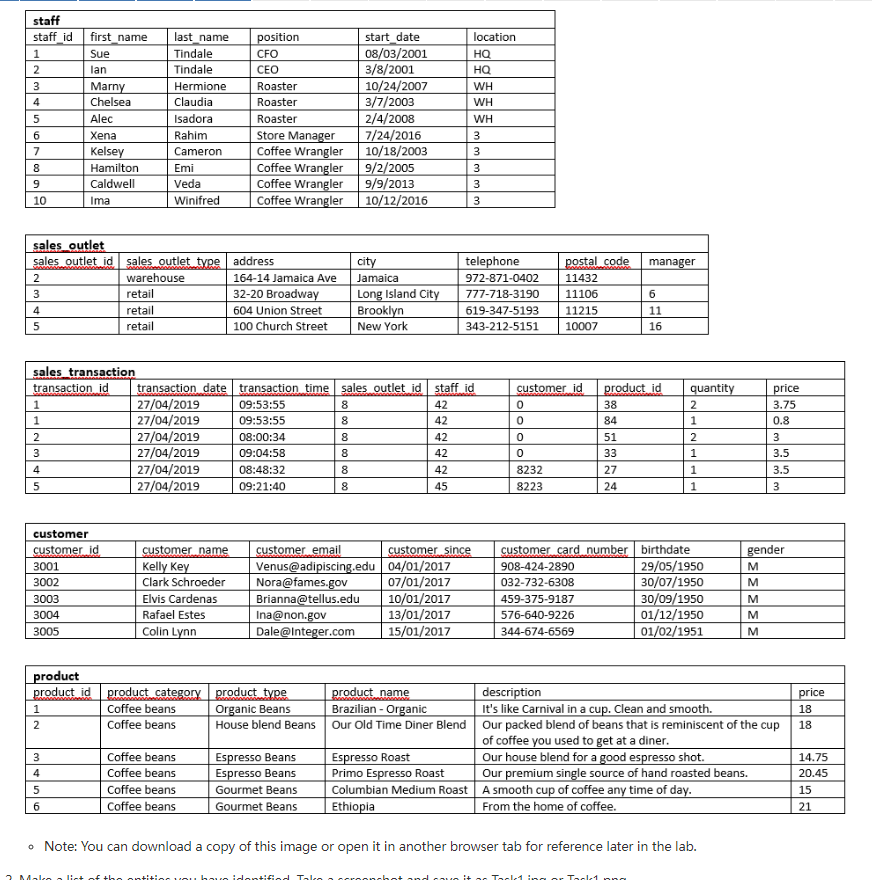 staff
staff_id first_name last_name position start_date location
1 Sue Tindale CFO 08/03/2001 HQ
2 Ian Tindale CEO 3/8/2001 HQ
3 Marny Hermione Roaster 10/24/2007 WH
4 Chelsea Claudia Roaster 3/7/2003 WH
5 Alec Isadora Roaster 2/4/2008 WH
6 Xena Rahim Store Manager 7/24/2016 3
7 Kelsey Cameron Coffee Wrangler 10/18/2003 3
8 Hamilton Emi Coffee Wrangler 9/2/2005 3
9 Caldwell Veda Coffee Wrangler 9/9/2013 3
10 Ima Winifred Coffee Wrangler 10/12/2016 3
sales_outlet
sales_outlet_id sales_outlet_type address city telephone postal_code manager
2 warehouse 164-14 Jamaica Ave Jamaica 972-871-0402 11432
3 retail 32-20 Broadway Long Island City 777-718-3190 11106 6
4 retail 604 Union Street Brooklyn 619-347-5193 11215 11
5 retail 100 Church Street New York 343-212-5151 10007 16
sales_transaction
transaction_id transaction_date transaction_time sales_outlet_id staff_id customer_id product_id quantity price
1 27/04/2019 09:53:55 8 42 0 38 2 3.75
1 27/04/2019 09:53:55 8 42 0 84 1 0.8
2 27/04/2019 08:00:34 8 42 0 51 2 3
3 27/04/2019 09:04:58 8 42 0 33 1 3.5
4 27/04/2019 08:48:32 8 42 8232 27 1 3.5
5 27/04/2019 09:21:40 8 45 8223 24 1 3
customer
customer_id customer_name customer_email customer_since customer_card_number birthdate gender
3001 Kelly Key Venus@adipiscing.edu 04/01/2017 908-424-2890 29/05/1950 M
3002 Clark Schroeder Nora@fames.gov 07/01/2017 032-732-6308 30/07/1950 M
3003 Elvis Cardenas Brianna@tellus.edu 10/01/2017 459-375-9187 30/09/1950 M
3004 Rafael Estes Ina@non.gov 13/01/2017 576-640-9226 01/12/1950 M
3005 Colin Lynn Dale@Integer.com 15/01/2017 344-674-6569 01/02/1951 M
product
product_id product_category product_type product_name description price
1 Coffee beans Organic Beans Brazilian - Organic It's like Carnival in a cup. Clean and smooth. 18
2 Coffee beans House blend Beans Our Old Time Diner Blend Our packed blend of beans that is reminiscent of the cup 18
of coffee you used to get at a diner.
3 Coffee beans Espresso Beans Espresso Roast Our house blend for a good espresso shot. 14.75
4 Coffee beans Espresso Beans Primo Espresso Roast Our premium single source of hand roasted beans. 20.45
5 Coffee beans Gourmet Beans Columbian Medium Roast A smooth cup of coffee any time of day. 15
6 Coffee beans Gourmet Beans Ethiopia From the home of coffee. 21
Note: You can download a copy of this image or open it in another browser tab for reference later in the lab.
2. Make a list of the entities you have identified. Take a screenshot and save it as Task1.jpg or Task1.png